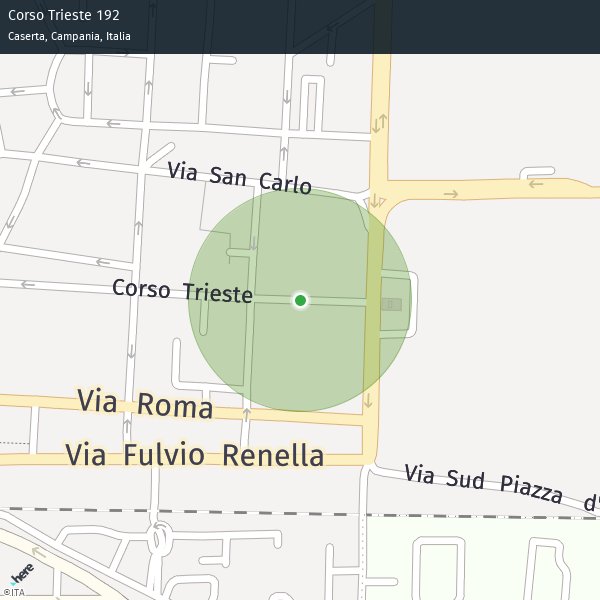 Corso Trieste 192
Caserta, Campania, Italia
Via San Carlo
Corso Trieste
Via Roma
Via Fulvio Renella
Via Sud Piazza d'
here
©ITA